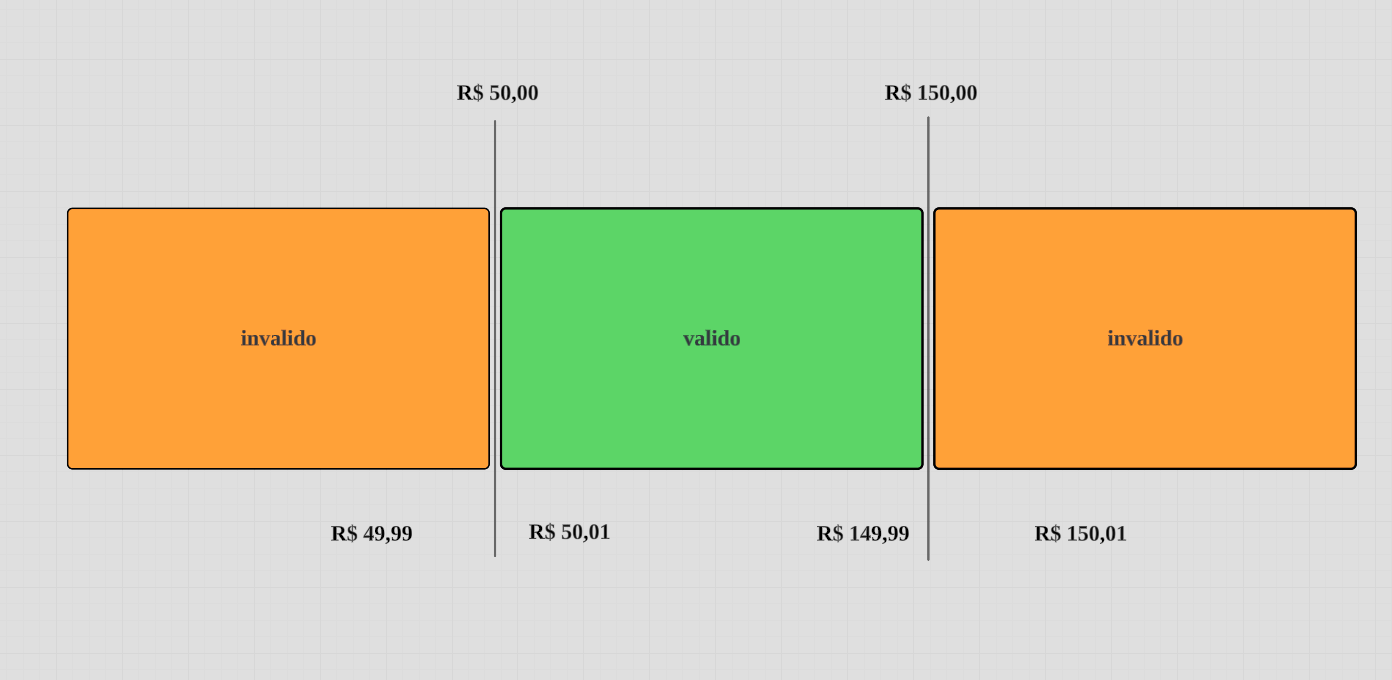 R$ 50,00
R$ 150,00
invalido
valido
invalido
R$ 49,99
R$ 50,01
R$ 149,99
R$ 150,01